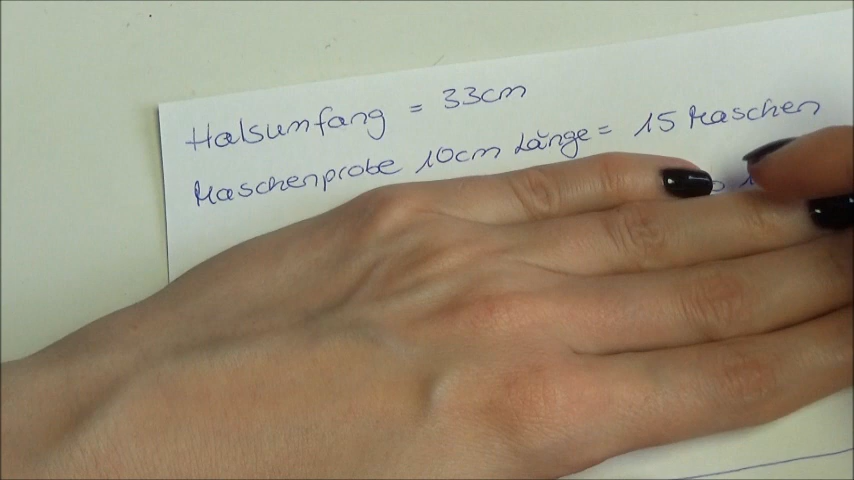 Halsumfang = 33cm
Maschenprobe 10cm Länge = 15 Maschen